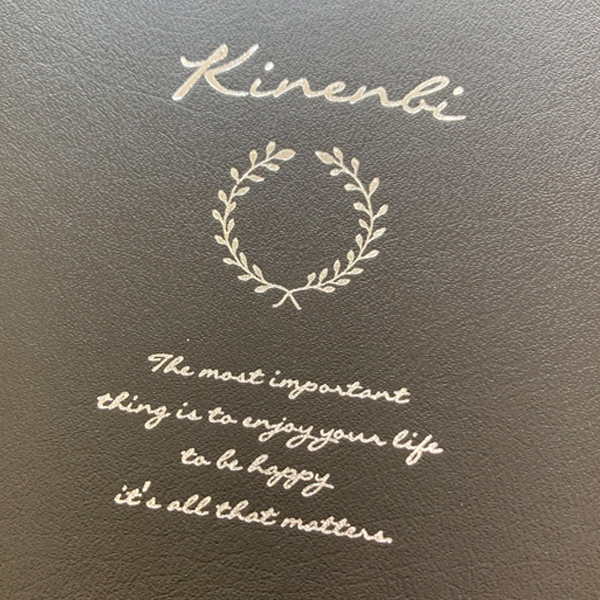 Kinenbi
The most important
thing is to enjoy your life
to be happy
it's all that matters.